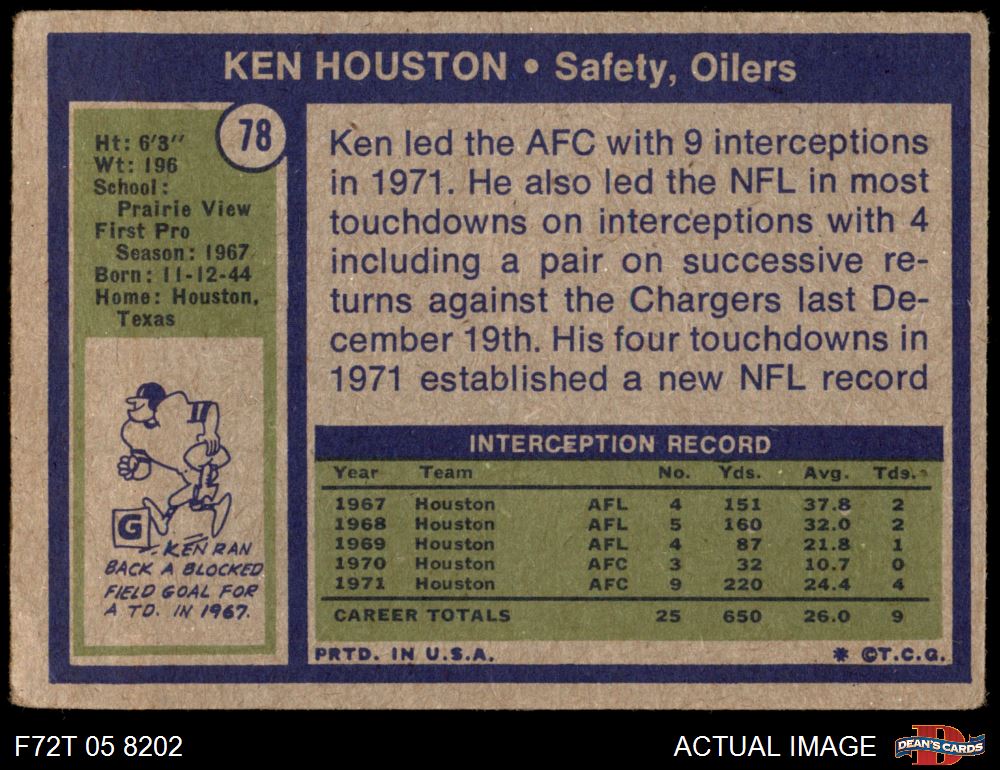 KEN HOUSTON • Safety, Oilers
78
Ht: 6'3"
Wt: 196
School:
Prairie View
First Pro
Season: 1967
Born: 11-12-44
Home: Houston,
Texas
G
KEN RAN
BACK A BLOCKED
FIELD GOAL FOR
A TD. IN 1967.
Ken led the AFC with 9 interceptions
in 1971. He also led the NFL in most
touchdowns on interceptions with 4
including a pair on successive re-
turns against the Chargers last De-
cember 19th. His four touchdowns in
1971 established a new NFL record
INTERCEPTION RECORD
Year Team No. Yds. Avg. Tds.
1967 Houston AFL 4 151 37.8 2
1968 Houston AFL 5 160 32.0 2
1969 Houston AFL 4 87 21.8 1
1970 Houston AFC 3 32 10.7 0
1971 Houston AFC 9 220 24.4 4
CAREER TOTALS 25 650 26.0 9
PRTD. IN U.S.A. * ©T.C.G.
F72T 05 8202
ACTUAL IMAGE
D
DEAN'S CARDS